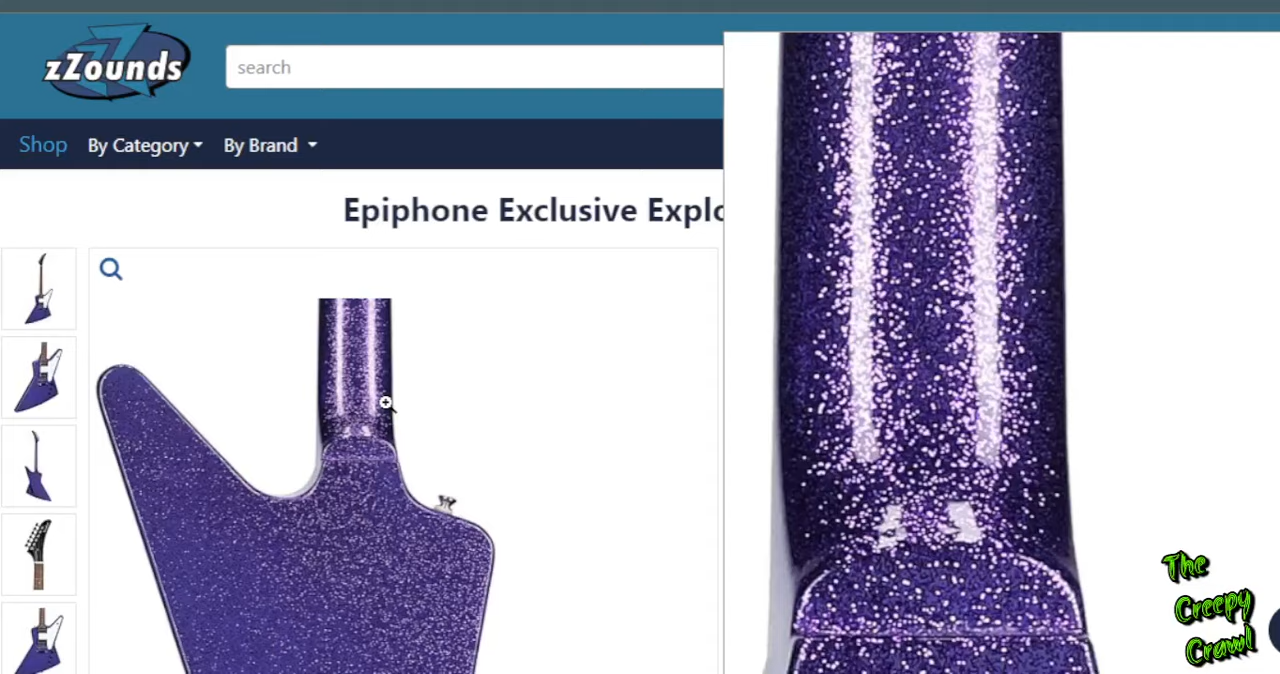 zZounds
search
Shop By Category By Brand
Epiphone Exclusive Explo
The
Creepy
Crawl